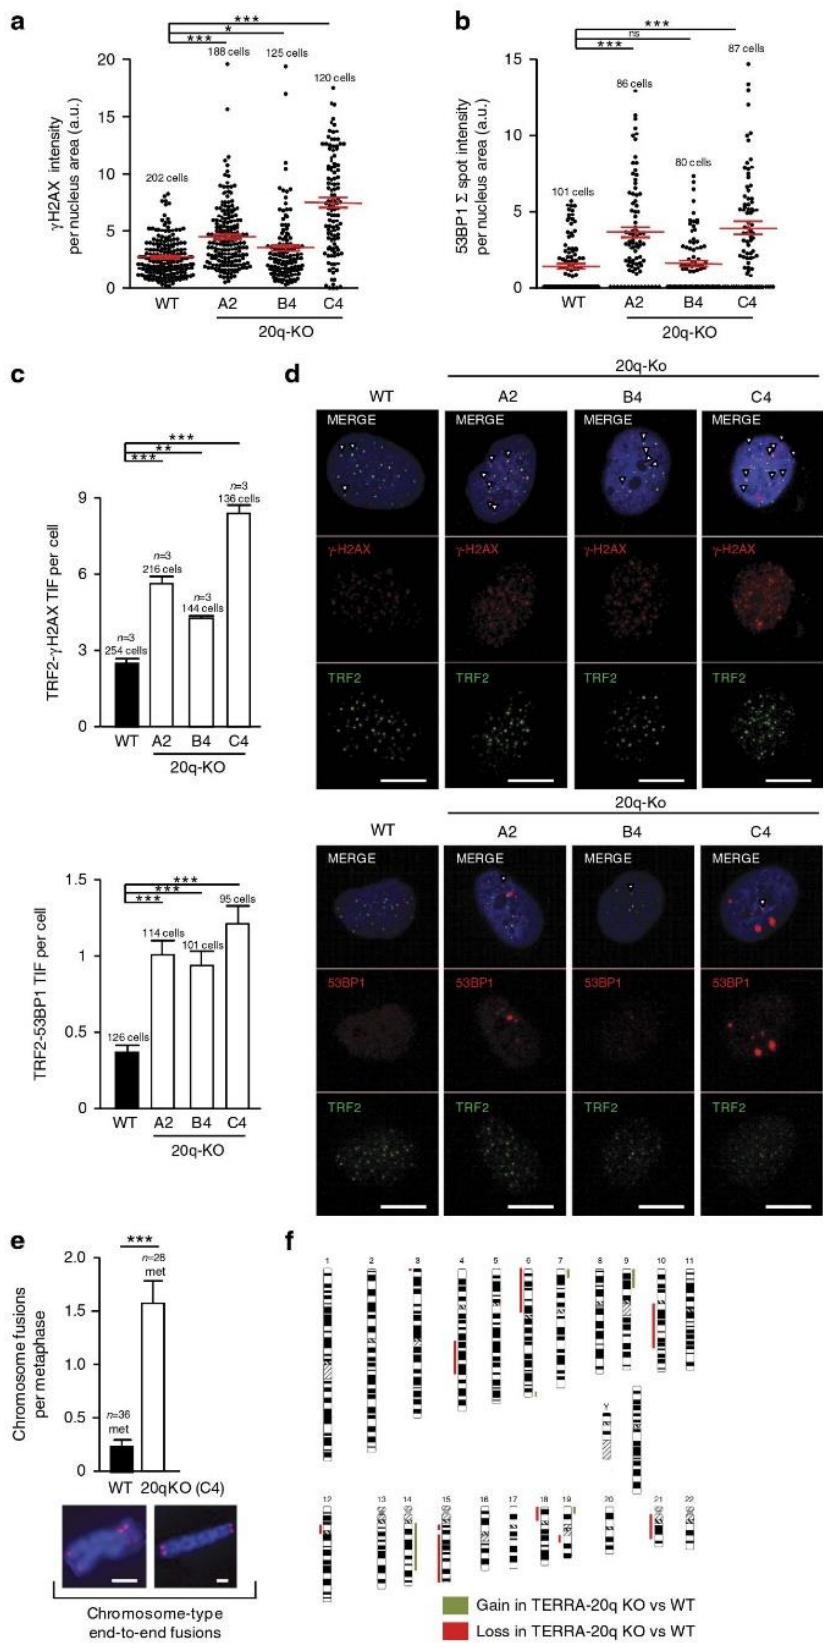 a
***
*
***
188 cells
125 cells
120 cells
202 cells
γH2AX intensity
per nucleus area (a.u.)
20
15
10
5
0
WT
A2
B4
C4
20q-KO
b
***
ns
***
87 cells
86 cells
80 cells
101 cells
53BP1 Σ spot intensity
per nucleus area (a.u.)
15
10
5
0
WT
A2
B4
C4
20q-KO
c
***
**
***
n=3
136 cells
n=3
216 cels
n=3
144 cells
n=3
254 cells
TRF2-γH2AX TIF per cell
9
6
3
0
WT
A2
B4
C4
20q-KO
***
***
***
95 cells
114 cells
101 cells
126 cells
TRF2-53BP1 TIF per cell
1.5
1
0.5
0
WT
A2
B4
C4
20q-KO
d
20q-Ko
WT
A2
B4
C4
MERGE
MERGE
MERGE
MERGE
γ-H2AX
γ-H2AX
γ-H2AX
γ-H2AX
TRF2
TRF2
TRF2
TRF2
20q-Ko
WT
A2
B4
C4
MERGE
MERGE
MERGE
MERGE
53BP1
53BP1
53BP1
53BP1
TRF2
TRF2
TRF2
TRF2
e
***
n=28
met
n=36
met
Chromosome fusions
per metaphase
2.0
1.5
1.0
0.5
0
WT
20qKO (C4)
Chromosome-type
end-to-end fusions
f
1
2
3
4
5
6
7
8
9
10
11
Y
12
13
14
15
16
17
18
19
20
21
22
Gain in TERRA-20q KO vs WT
Loss in TERRA-20q KO vs WT